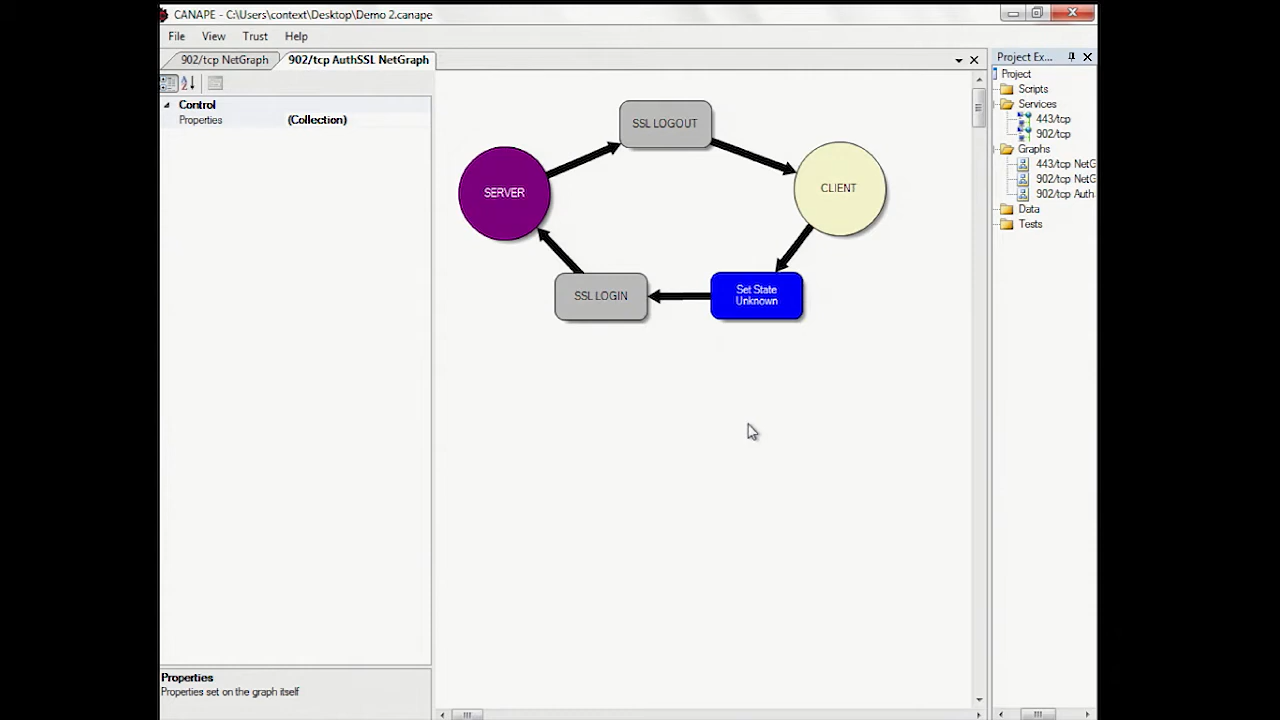 CANAPE - C:\Users\context\Desktop\Demo 2.canape
File View Trust Help
902/tcp NetGraph
902/tcp AuthSSL NetGraph
Control
Properties (Collection)
SSL LOGOUT
SERVER
CLIENT
SSL LOGIN
Set State
Unknown
Properties
Properties set on the graph itself
Project Ex...
Project
Scripts
Services
443/tcp
902/tcp
Graphs
443/tcp NetG
902/tcp NetG
902/tcp Auth
Data
Tests